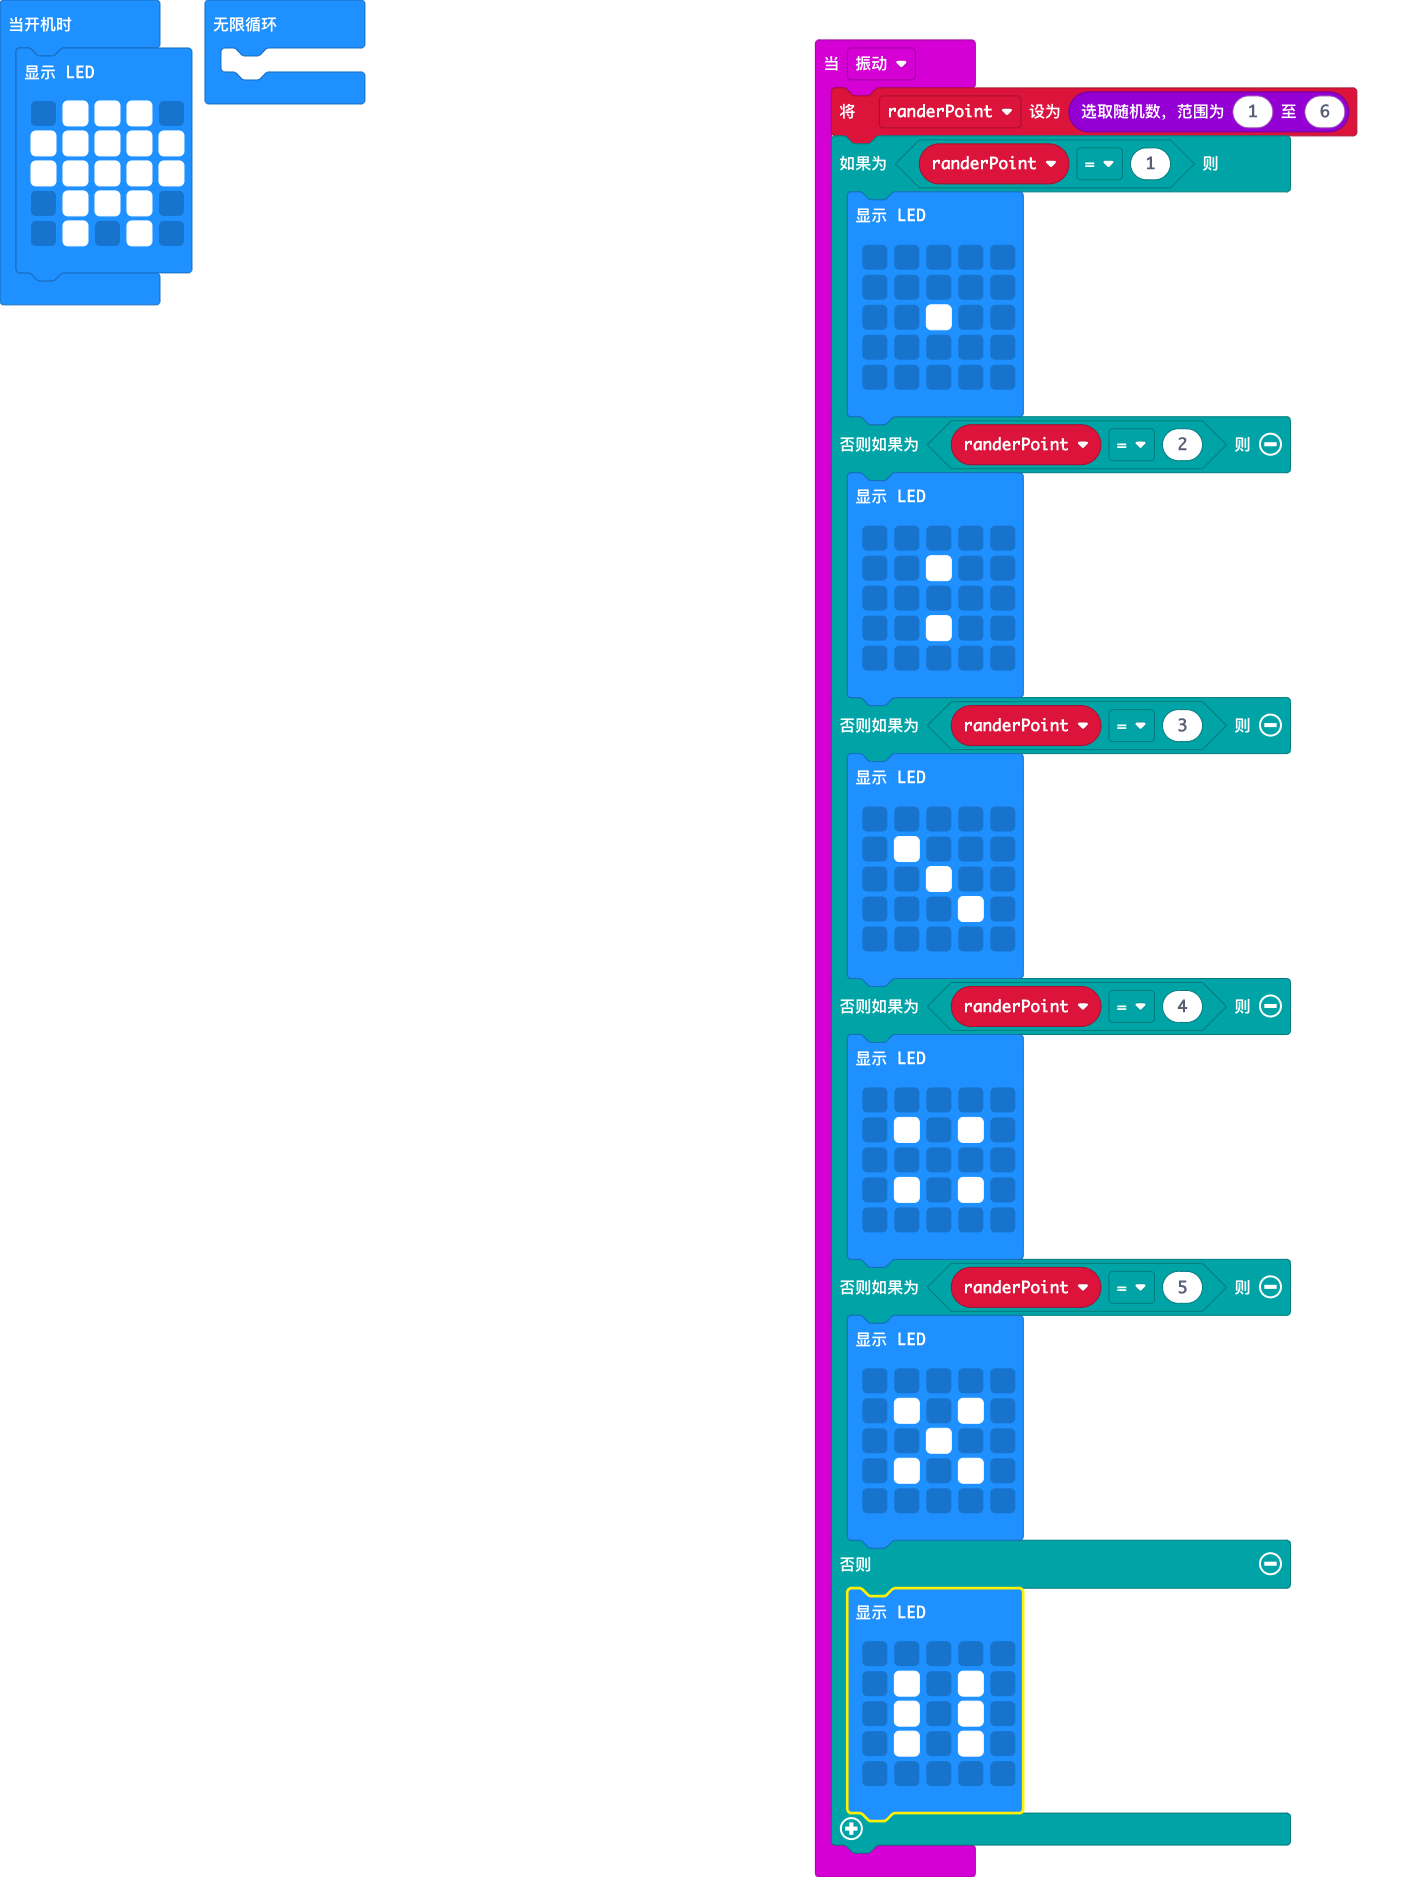 当开机时
显示 LED
无限循环
当 振动
将 randerPoint 设为 选取随机数，范围为 1 至 6
如果为 randerPoint = 1 则
显示 LED
否则如果为 randerPoint = 2 则
显示 LED
否则如果为 randerPoint = 3 则
显示 LED
否则如果为 randerPoint = 4 则
显示 LED
否则如果为 randerPoint = 5 则
显示 LED
否则
显示 LED